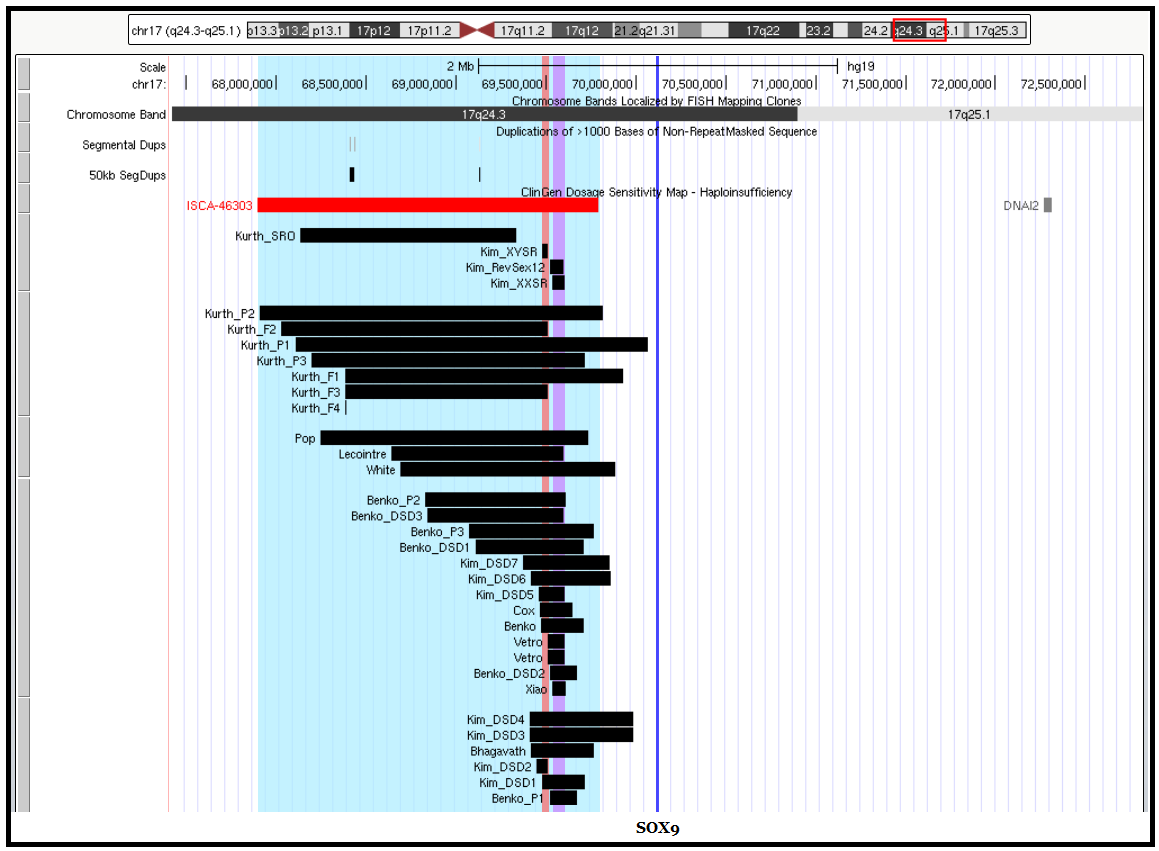 chr17 (q24.3-q25.1) p13.3 p13.2 p13.1 17p12 17p11.2 17q11.2 17q12 21.2 q21.31 17q22 23.2 24.2 q24.3 q25.1 17q25.3
Scale 2 Mb hg19
chr17: 68,000,000 68,500,000 69,000,000 69,500,000 70,000,000 70,500,000 71,000,000 71,500,000 72,000,000 72,500,000
Chromosome Bands Localized by FISH Mapping Clones
Chromosome Band 17q24.3 17q25.1
Duplications of >1000 Bases of Non-RepeatMasked Sequence
Segmental Dups
50kb SegDups
ClinGen Dosage Sensitivity Map - Haploinsufficiency
ISCA-46303 DNAI2
Kurth_SRO
Kim_XYSR
Kim_RevSex12
Kim_XXSR
Kurth_P2
Kurth_F2
Kurth_P1
Kurth_P3
Kurth_F1
Kurth_F3
Kurth_F4
Pop
Lecointre
White
Benko_P2
Benko_DSD3
Benko_P3
Benko_DSD1
Kim_DSD7
Kim_DSD6
Kim_DSD5
Cox
Benko
Vetro
Vetro
Benko_DSD2
Xiao
Kim_DSD4
Kim_DSD3
Bhagavath
Kim_DSD2
Kim_DSD1
Benko_P1
SOX9